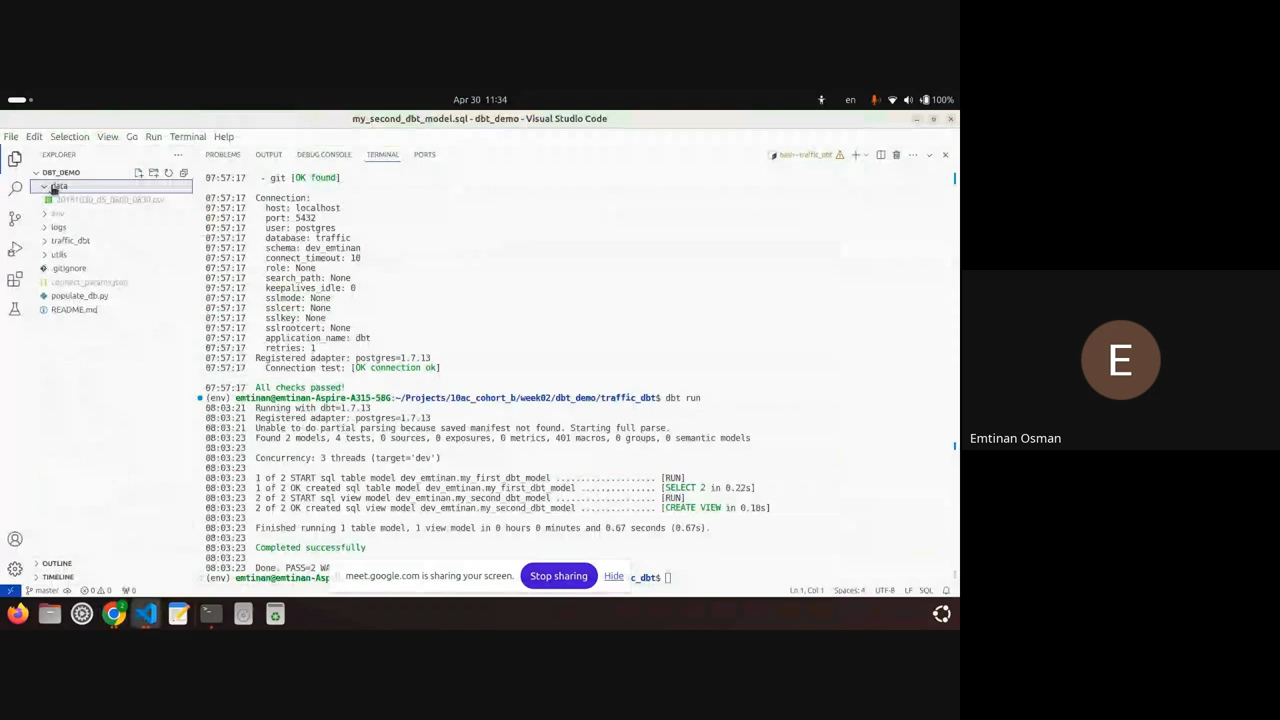 Apr 30 11:34
en
100%
my_second_dbt_model.sql - dbt_demo - Visual Studio Code
File Edit Selection View Go Run Terminal Help
EXPLORER
DBT_DEMO
data
20181030_d5_0800_0830.csv
env
logs
traffic_dbt
utils
.gitignore
populate_db.py
README.md
OUTLINE
TIMELINE
PROBLEMS OUTPUT DEBUG CONSOLE TERMINAL PORTS
bash - traffic_dbt
07:57:17 - git [OK found]
07:57:17 Connection:
07:57:17 host: localhost
07:57:17 port: 5432
07:57:17 user: postgres
07:57:17 database: traffic
07:57:17 schema: dev_emtinan
07:57:17 connect_timeout: 10
07:57:17 role: None
07:57:17 search_path: None
07:57:17 keepalives_idle: 0
07:57:17 sslmode: None
07:57:17 sslcert: None
07:57:17 sslkey: None
07:57:17 sslrootcert: None
07:57:17 application_name: dbt
07:57:17 retries: 1
07:57:17 Registered adapter: postgres=1.7.13
07:57:17 Connection test: [OK connection ok]
07:57:17 All checks passed!
(env) emtinan@emtinan-Aspire-A315-58G:~/Projects/10ac_cohort_b/week02/dbt_demo/traffic_dbt$ dbt run
08:03:21 Running with dbt=1.7.13
08:03:21 Registered adapter: postgres=1.7.13
08:03:21 Unable to do partial parsing because saved manifest not found. Starting full parse.
08:03:23 Found 2 models, 4 tests, 0 sources, 0 exposures, 0 metrics, 401 macros, 0 groups, 0 semantic models
08:03:23
08:03:23 Concurrency: 3 threads (target='dev')
08:03:23
08:03:23 1 of 2 START sql table model dev_emtinan.my_first_dbt_model ................... [RUN]
08:03:23 1 of 2 OK created sql table model dev_emtinan.my_first_dbt_model .............. [SELECT 2 in 0.22s]
08:03:23 2 of 2 START sql view model dev_emtinan.my_second_dbt_model ................... [RUN]
08:03:23 2 of 2 OK created sql view model dev_emtinan.my_second_dbt_model .............. [CREATE VIEW in 0.18s]
08:03:23
08:03:23 Finished running 1 table model, 1 view model in 0 hours 0 minutes and 0.67 seconds (0.67s).
08:03:23
08:03:23 Completed successfully
08:03:23
08:03:23 Done. PASS=2 WA
(env) emtinan@emtinan-Asp c_dbt$
meet.google.com is sharing your screen. Stop sharing Hide
master 0 0 0 Ln 1, Col 1 Spaces: 4 UTF-8 LF SQL
E
Emtinan Osman